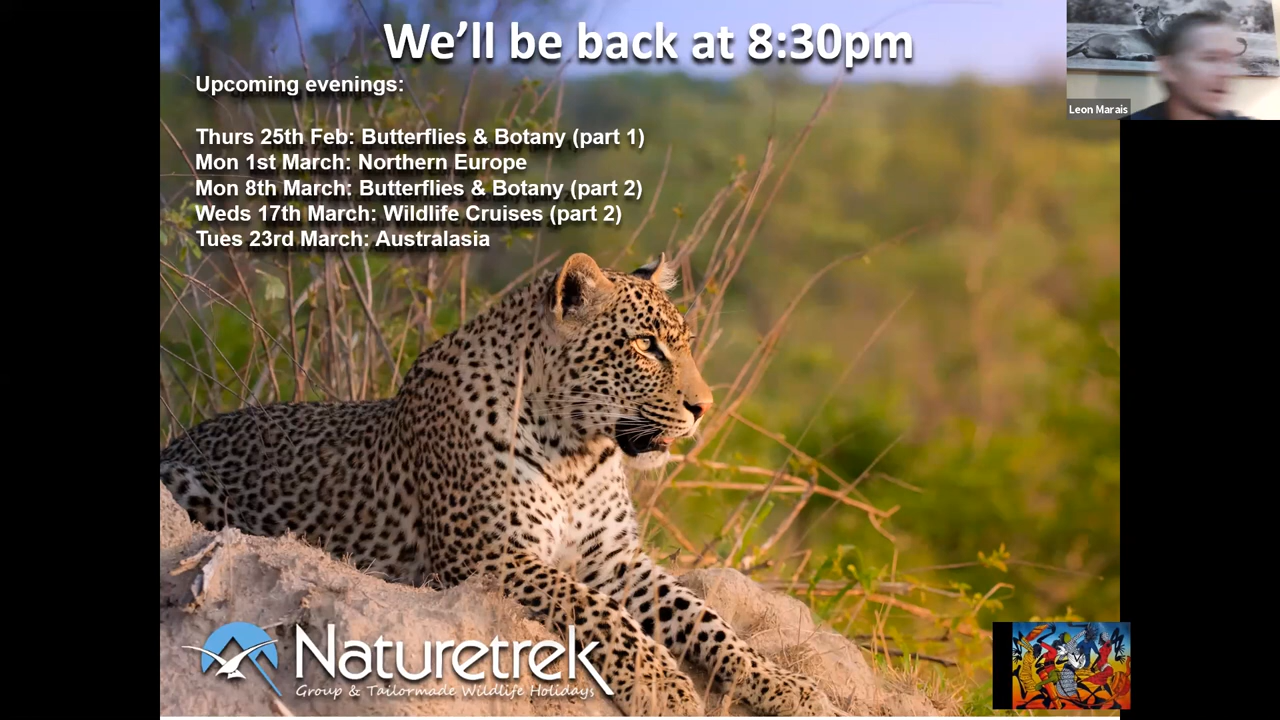 We'll be back at 8:30pm
Leon Marais
Upcoming evenings:
Thurs 25th Feb: Butterflies & Botany (part 1)
Mon 1st March: Northern Europe
Mon 8th March: Butterflies & Botany (part 2)
Weds 17th March: Wildlife Cruises (part 2)
Tues 23rd March: Australasia
Naturetrek
Group & Tailormade Wildlife Holidays